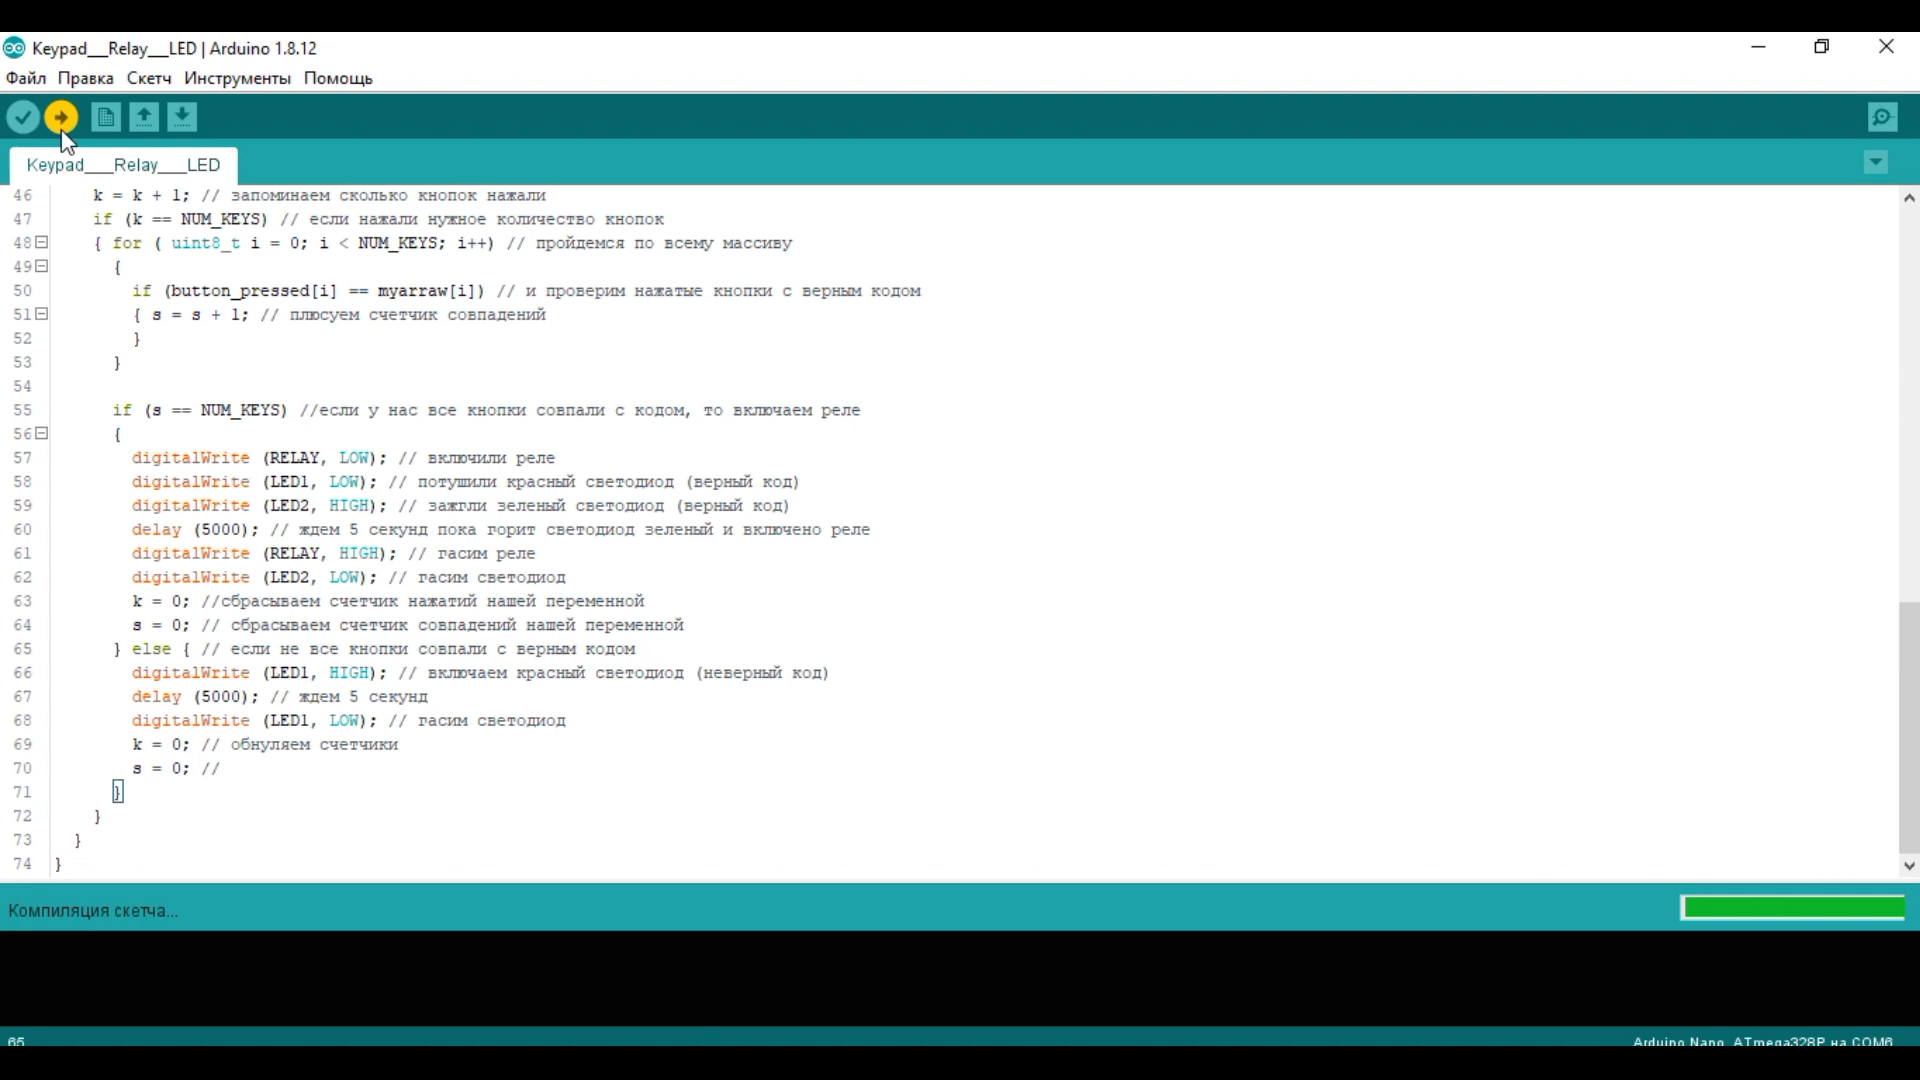 Keypad__Relay__LED | Arduino 1.8.12
Файл Правка Скетч Инструменты Помощь
Keypad___Relay___LED
46 k = k + 1; // запоминаем сколько кнопок нажали
47 if (k == NUM_KEYS) // если нажали нужное количество кнопок
48 { for ( uint8_t i = 0; i < NUM_KEYS; i++) // пройдемся по всему массиву
49 {
50 if (button_pressed[i] == myarraw[i]) // и проверим нажатые кнопки с верным кодом
51 { s = s + 1; // плюсуем счетчик совпадений
52 }
53 }
54
55 if (s == NUM_KEYS) //если у нас все кнопки совпали с кодом, то включаем реле
56 {
57 digitalWrite (RELAY, LOW); // включили реле
58 digitalWrite (LED1, LOW); // потушили красный светодиод (верный код)
59 digitalWrite (LED2, HIGH); // зажгли зеленый светодиод (верный код)
60 delay (5000); // ждем 5 секунд пока горит светодиод зеленый и включено реле
61 digitalWrite (RELAY, HIGH); // гасим реле
62 digitalWrite (LED2, LOW); // гасим светодиод
63 k = 0; //сбрасываем счетчик нажатий нашей переменной
64 s = 0; // сбрасываем счетчик совпадений нашей переменной
65 } else { // если не все кнопки совпали с верным кодом
66 digitalWrite (LED1, HIGH); // включаем красный светодиод (неверный код)
67 delay (5000); // ждем 5 секунд
68 digitalWrite (LED1, LOW); // гасим светодиод
69 k = 0; // обнуляем счетчики
70 s = 0; //
71 }
72 }
73 }
74 }
Компиляция скетча...
65 Arduino Nano, ATmega328P на COM6